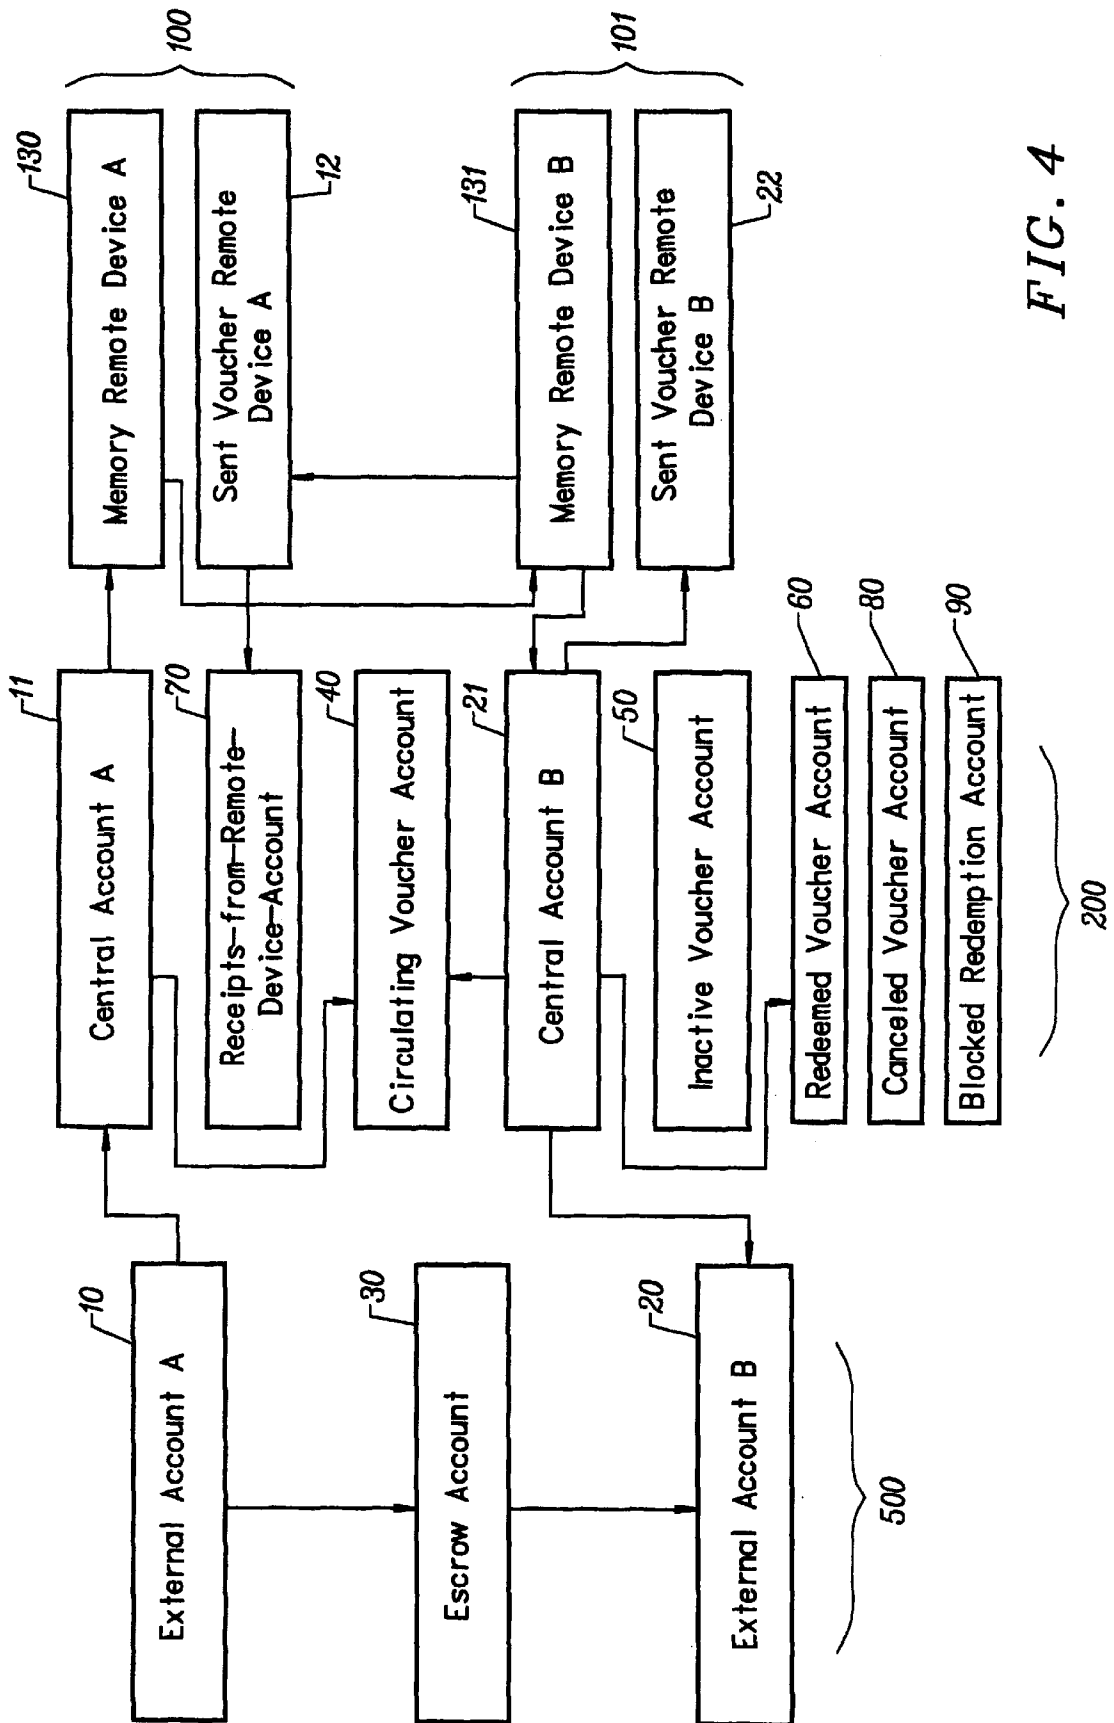 External Account A
10
Escrow Account
30
External Account B
20
500
Central Account A
11
Receipts-from-Remote-
Device-Account
70
Circulating Voucher Account
40
Central Account B
21
Inactive Voucher Account
50
Redeemed Voucher Account
60
Canceled Voucher Account
80
Blocked Redemption Account
90
200
Memory Remote Device A
130
Sent Voucher Remote
Device A
12
100
Memory Remote Device B
131
Sent Voucher Remote
Device B
22
101
FIG. 4